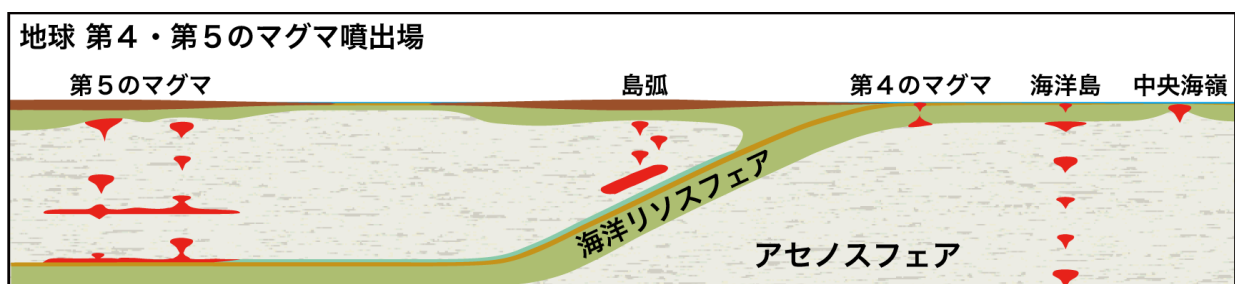 地球 第４・第５のマグマ噴出場
第５のマグマ
島弧
第４のマグマ
海洋島
中央海嶺
海洋リソスフェア
アセノスフェア